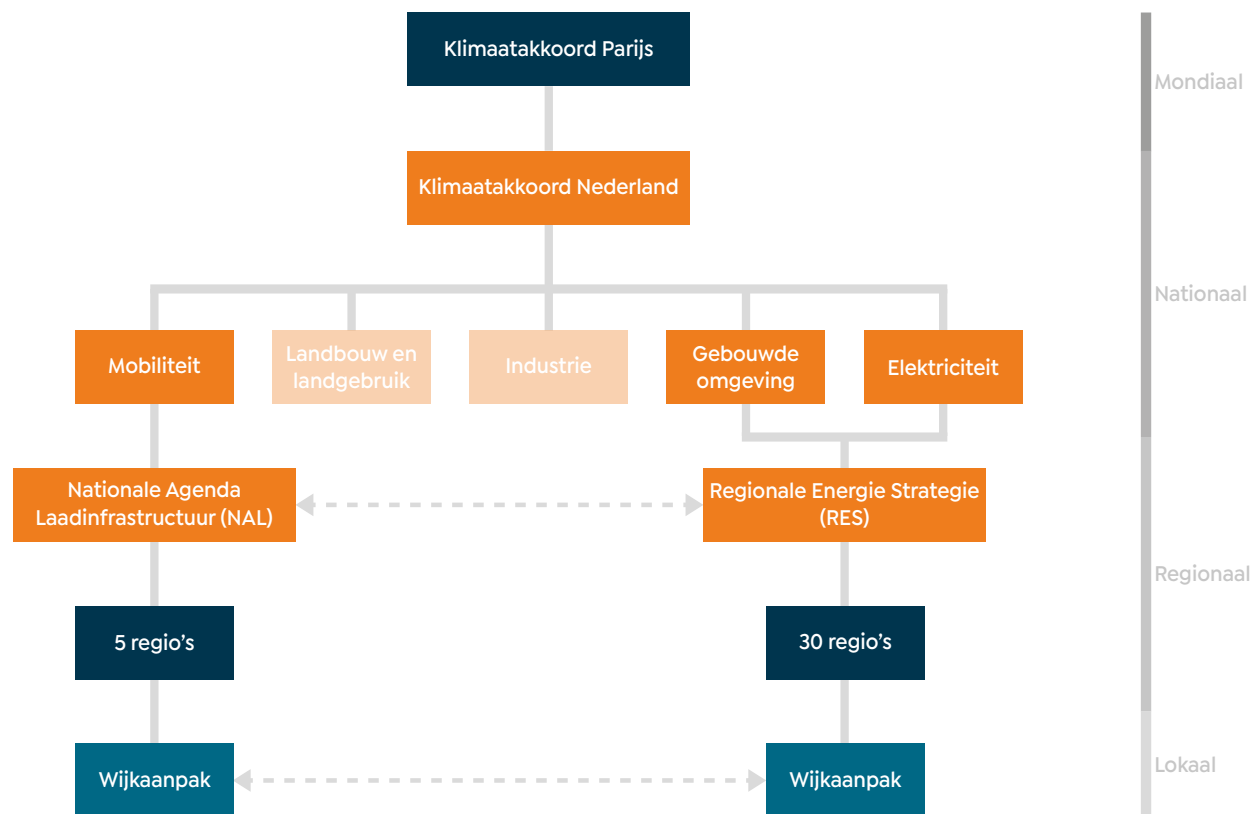 Klimaatakkoord Parijs
Mondiaal
Klimaatakkoord Nederland
Nationaal
Mobiliteit
Landbouw en
landgebruik
Industrie
Gebouwde
omgeving
Elektriciteit
Nationale Agenda
Laadinfrastructuur (NAL)
Regionale Energie Strategie
(RES)
Regionaal
5 regio's
30 regio's
Wijkaanpak
Wijkaanpak
Lokaal